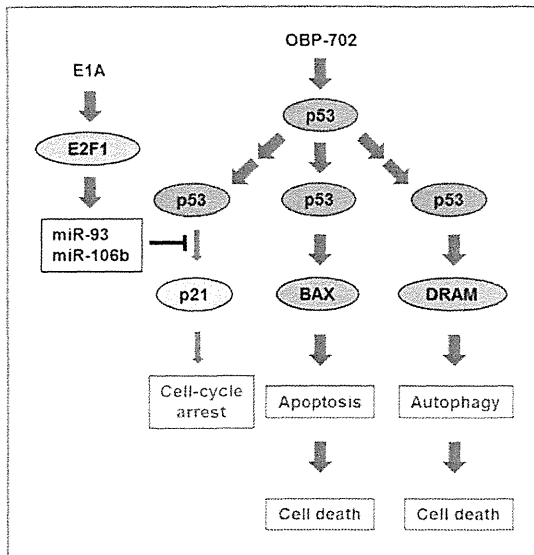 OBP-702
E1A
p53
E2F1
p53
p53
p53
miR-93
miR-106b
p21
BAX
DRAM
Cell-cycle
arrest
Apoptosis
Autophagy
Cell death
Cell death